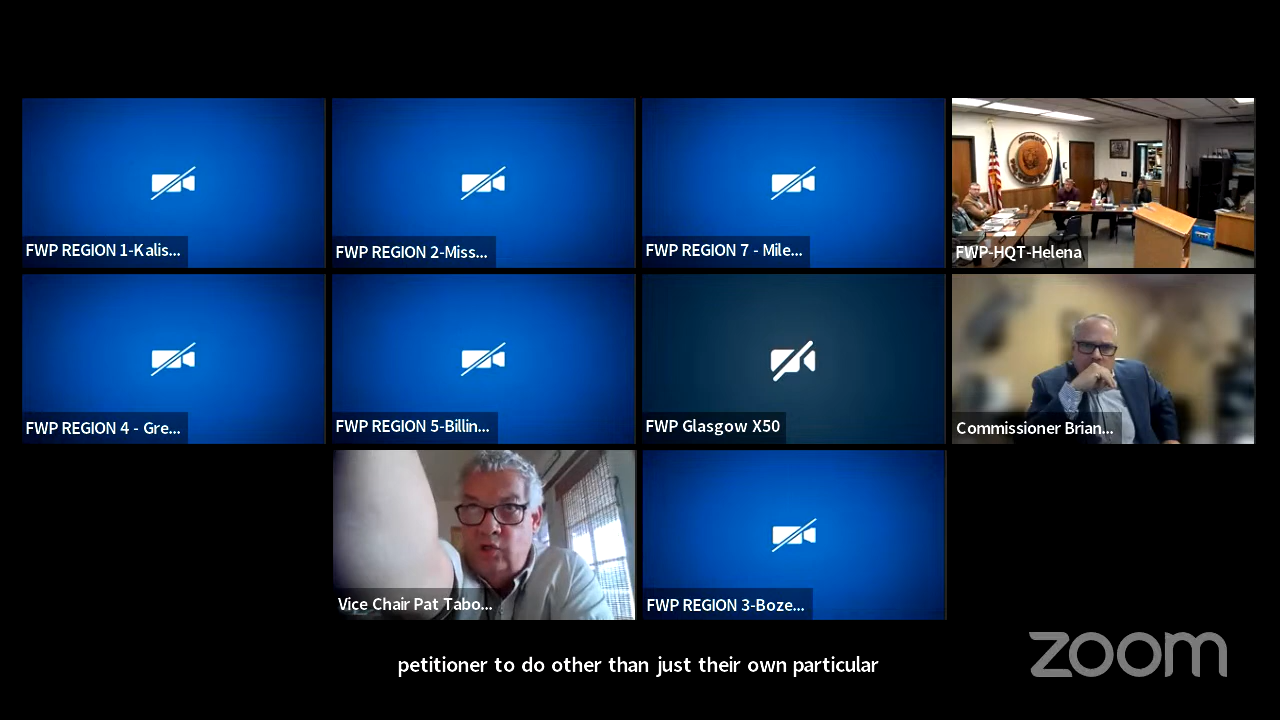 FWP REGION 1-Kalis...
FWP REGION 2-Miss...
FWP REGION 7 - Mile...
FWP-HQT-Helena
FWP REGION 4 - Gre...
FWP REGION 5-Billin...
FWP Glasgow X50
Commissioner Brian...
Vice Chair Pat Tabo...
FWP REGION 3-Boze...
petitioner to do other than just their own particular
zoom